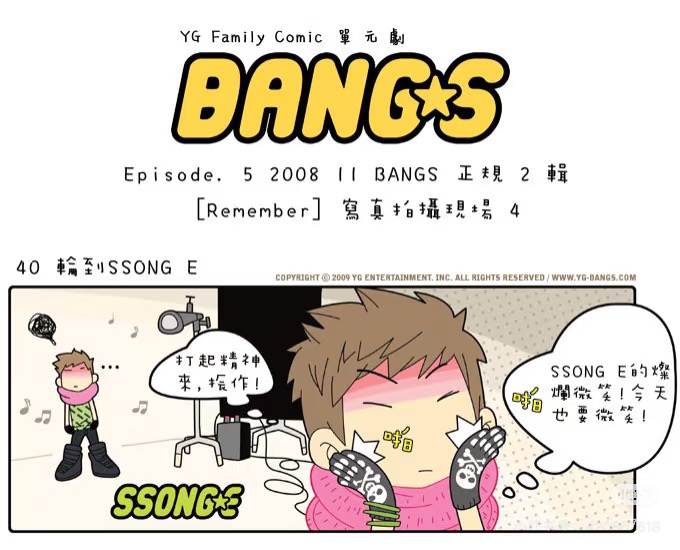 YG Family Comic 單元劇
BANG★S
Episode. 5 2008 11 BANGS 正規 2 輯
[Remember] 寫真拍攝現場 4
40 輪到SSONG E
COPYRIGHT ⓒ 2009 YG ENTERTAINMENT. INC. ALL RIGHTS RESERVED / WWW.YG-BANGS.COM
...
打起精神
來,振作!
SSONG E的燦
爛微笑!今天
也要微笑!
啪
啪
SSONG★E